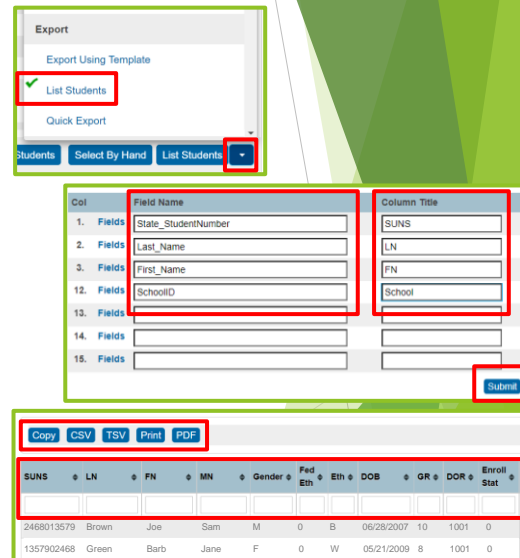 Export
Export Using Template
List Students
Quick Export
Students Select By Hand List Students
Col Field Name Column Title
1. Fields State_StudentNumber SUNS
2. Fields Last_Name LN
3. Fields First_Name FN
12. Fields SchoolID School
13. Fields
14. Fields
15. Fields
Submit
Copy CSV TSV Print PDF
SUNS LN FN MN Gender Fed Eth Eth DOB GR DOR Enroll Stat
2468013579 Brown Joe Sam M 0 B 06/28/2007 10 1001 0
1357902468 Green Barb Jane F 0 W 05/21/2009 8 1001 0